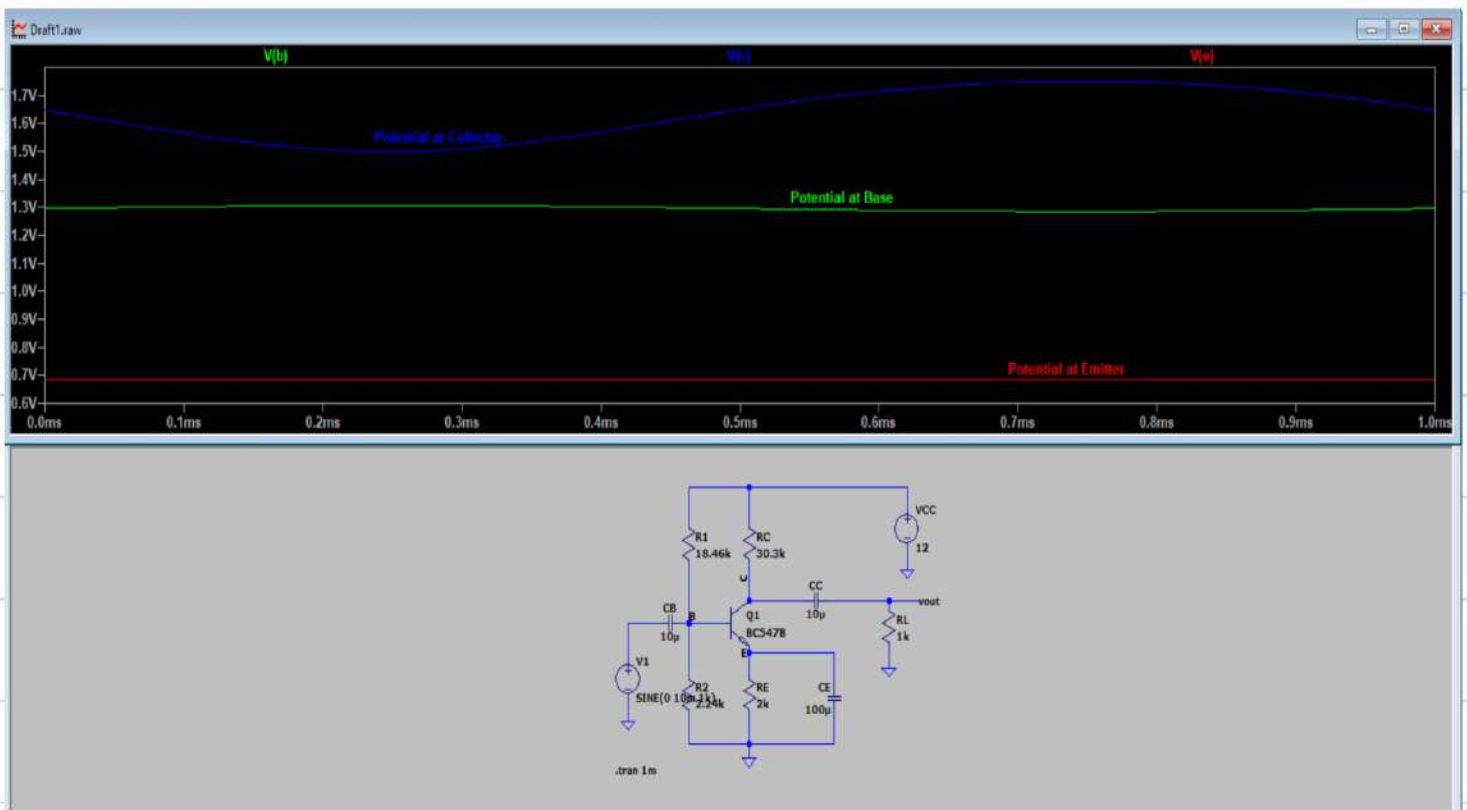 Draft1.raw
V(b) V(c) V(e)
1.7V
1.6V
1.5V
1.4V
1.3V
1.2V
1.1V
1.0V
0.9V
0.8V
0.7V
0.6V
Potential at Collector
Potential at Base
Potential at Emitter
0.0ms 0.1ms 0.2ms 0.3ms 0.4ms 0.5ms 0.6ms 0.7ms 0.8ms 0.9ms 1.0ms
VCC
12
R1
18.46k
RC
30.3k
C
CC
10µ
vout
CB
10µ
B
Q1
BC547B
RL
1k
E
V1
SINE(0 10m 1k)
R2
2.24k
RE
2k
CE
100µ
.tran 1m